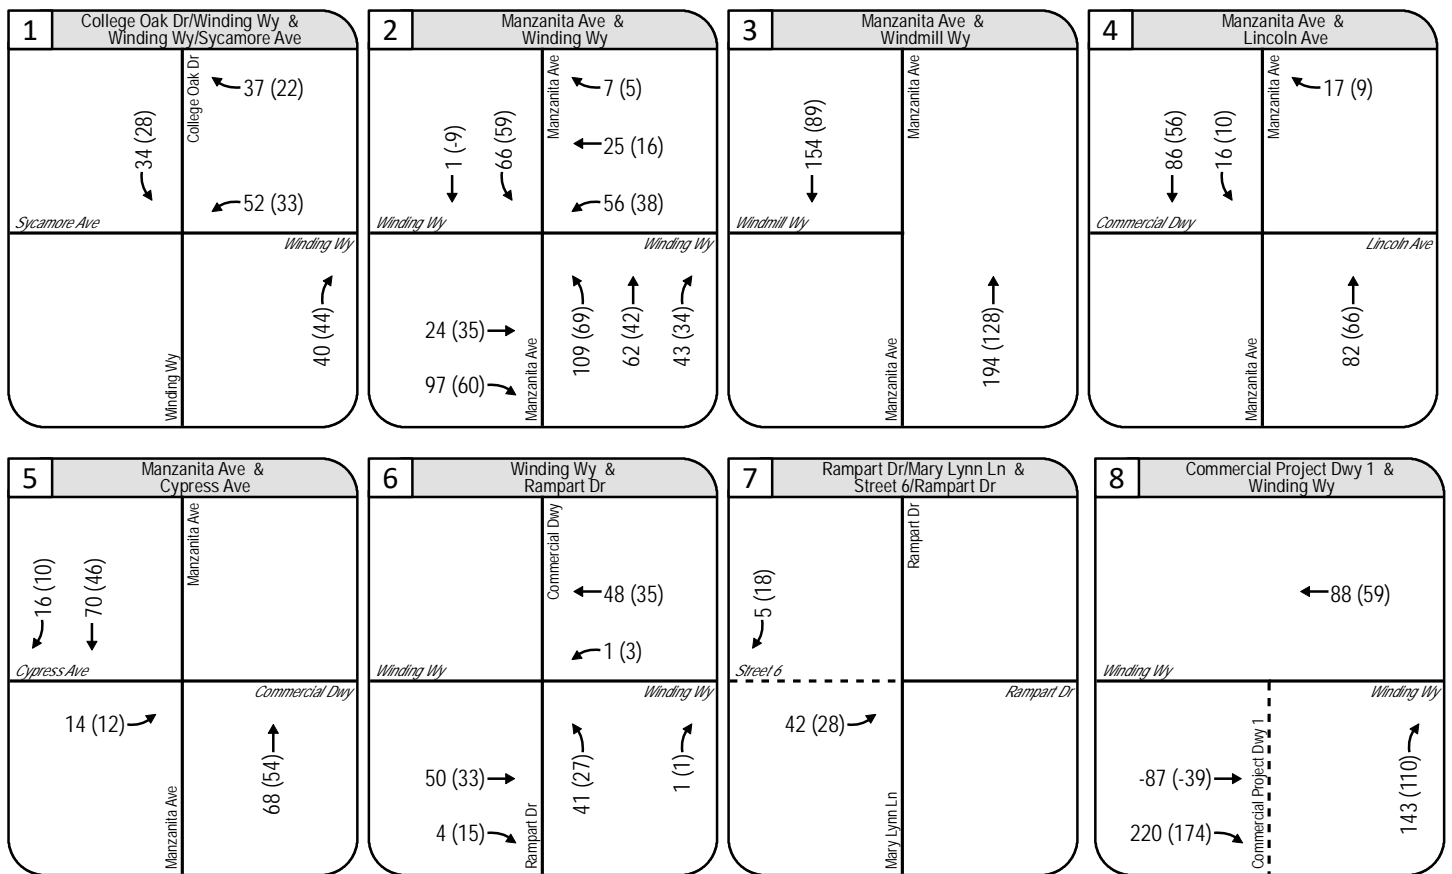 1
College Oak Dr/Winding Wy &
Winding Wy/Sycamore Ave
College Oak Dr
37 (22)
34 (28)
52 (33)
Sycamore Ave
Winding Wy
40 (44)
Winding Wy
2
Manzanita Ave &
Winding Wy
Manzanita Ave
7 (5)
1 (-9)
66 (59)
25 (16)
56 (38)
Winding Wy
Winding Wy
24 (35)
109 (69)
62 (42)
43 (34)
97 (60)
Manzanita Ave
3
Manzanita Ave &
Windmill Wy
Manzanita Ave
154 (89)
Windmill Wy
194 (128)
4
Manzanita Ave &
Lincoln Ave
Manzanita Ave
17 (9)
86 (56)
16 (10)
Commercial Dwy
Lincoln Ave
82 (66)
Manzanita Ave
5
Manzanita Ave &
Cypress Ave
Manzanita Ave
16 (10)
70 (46)
Cypress Ave
Commercial Dwy
14 (12)
68 (54)
Manzanita Ave
6
Winding Wy &
Rampart Dr
Commercial Dwy
48 (35)
1 (3)
Winding Wy
Winding Wy
50 (33)
41 (27)
1 (1)
4 (15)
Rampart Dr
7
Rampart Dr/Mary Lynn Ln &
Street 6/Rampart Dr
Rampart Dr
5 (18)
Street 6
Rampart Dr
42 (28)
Mary Lynn Ln
8
Commercial Project Dwy 1 &
Winding Wy
88 (59)
Winding Wy
Winding Wy
-87 (-39)
220 (174)
Commercial Project Dwy 1
143 (110)